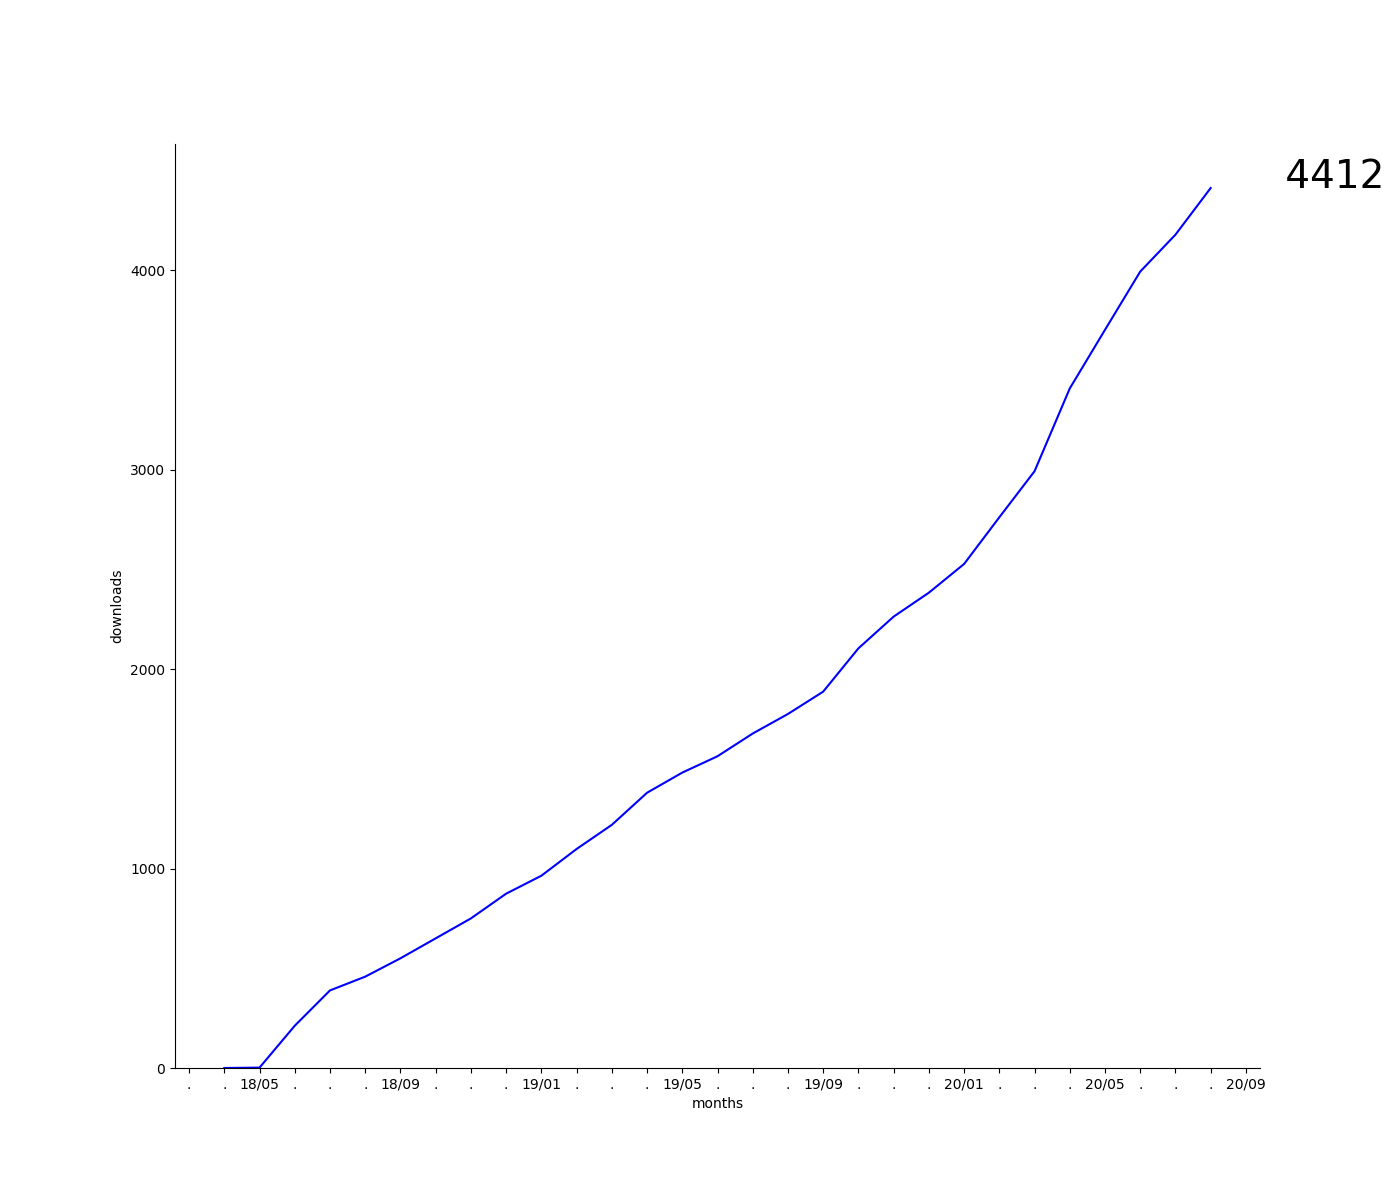 4412
4000
3000
downloads
2000
1000
0
. . 18/05 . . . 18/09 . . . 19/01 . . . 19/05 . . . 19/09 . . . 20/01 . . . 20/05 . . . 20/09
months